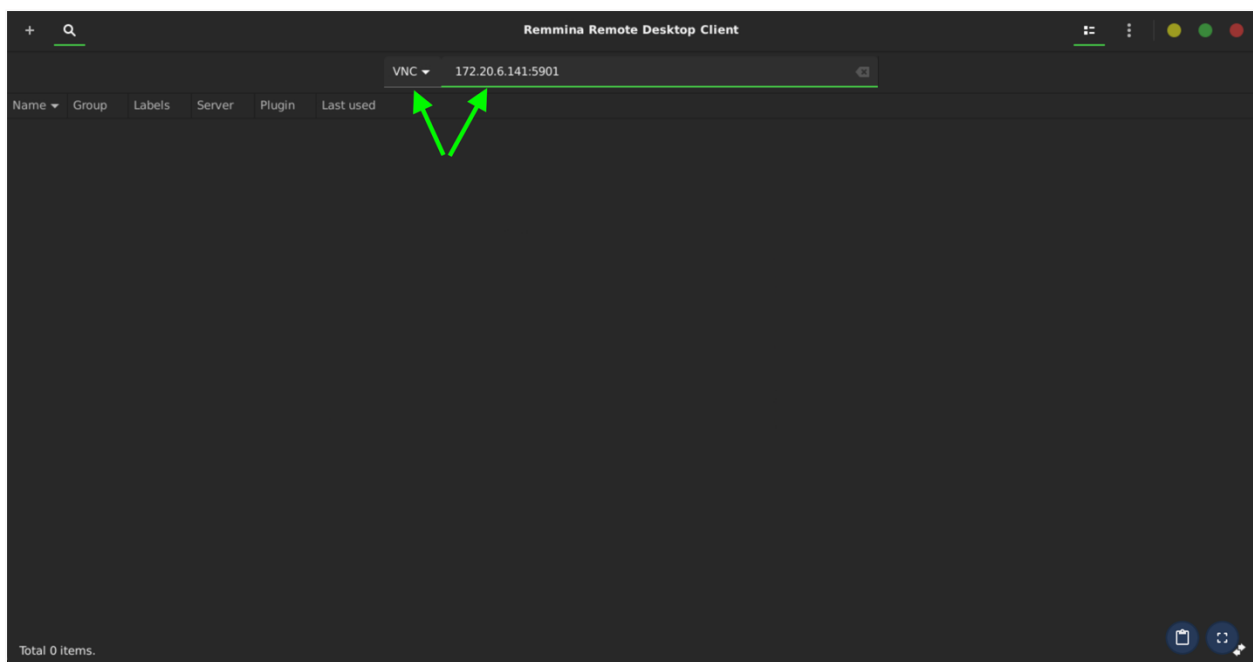 Remmina Remote Desktop Client
VNC 172.20.6.141:5901
Name Group Labels Server Plugin Last used
Total 0 items.